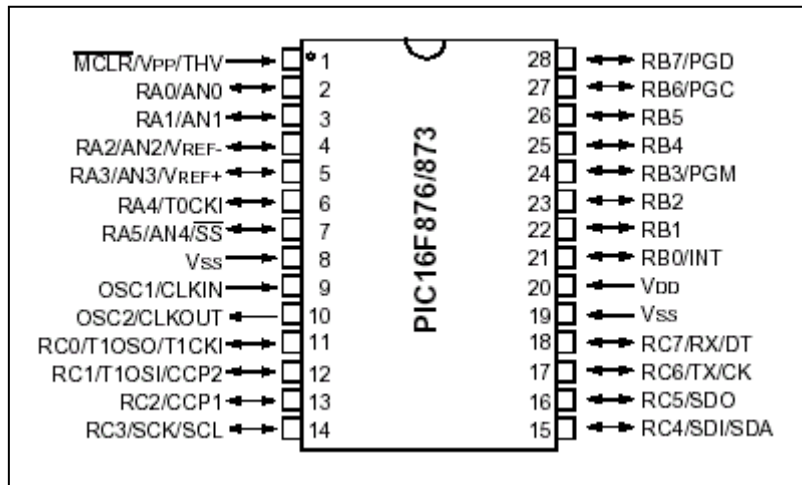 MCLR/VPP/THV 1 28 RB7/PGD
RA0/AN0 2 27 RB6/PGC
RA1/AN1 3 26 RB5
RA2/AN2/VREF- 4 25 RB4
RA3/AN3/VREF+ 5 24 RB3/PGM
RA4/T0CKI 6 23 RB2
RA5/AN4/SS 7 22 RB1
VSS 8 21 RB0/INT
OSC1/CLKIN 9 20 VDD
OSC2/CLKOUT 10 19 VSS
RC0/T1OSO/T1CKI 11 18 RC7/RX/DT
RC1/T1OSI/CCP2 12 17 RC6/TX/CK
RC2/CCP1 13 16 RC5/SDO
RC3/SCK/SCL 14 15 RC4/SDI/SDA
PIC16F876/873